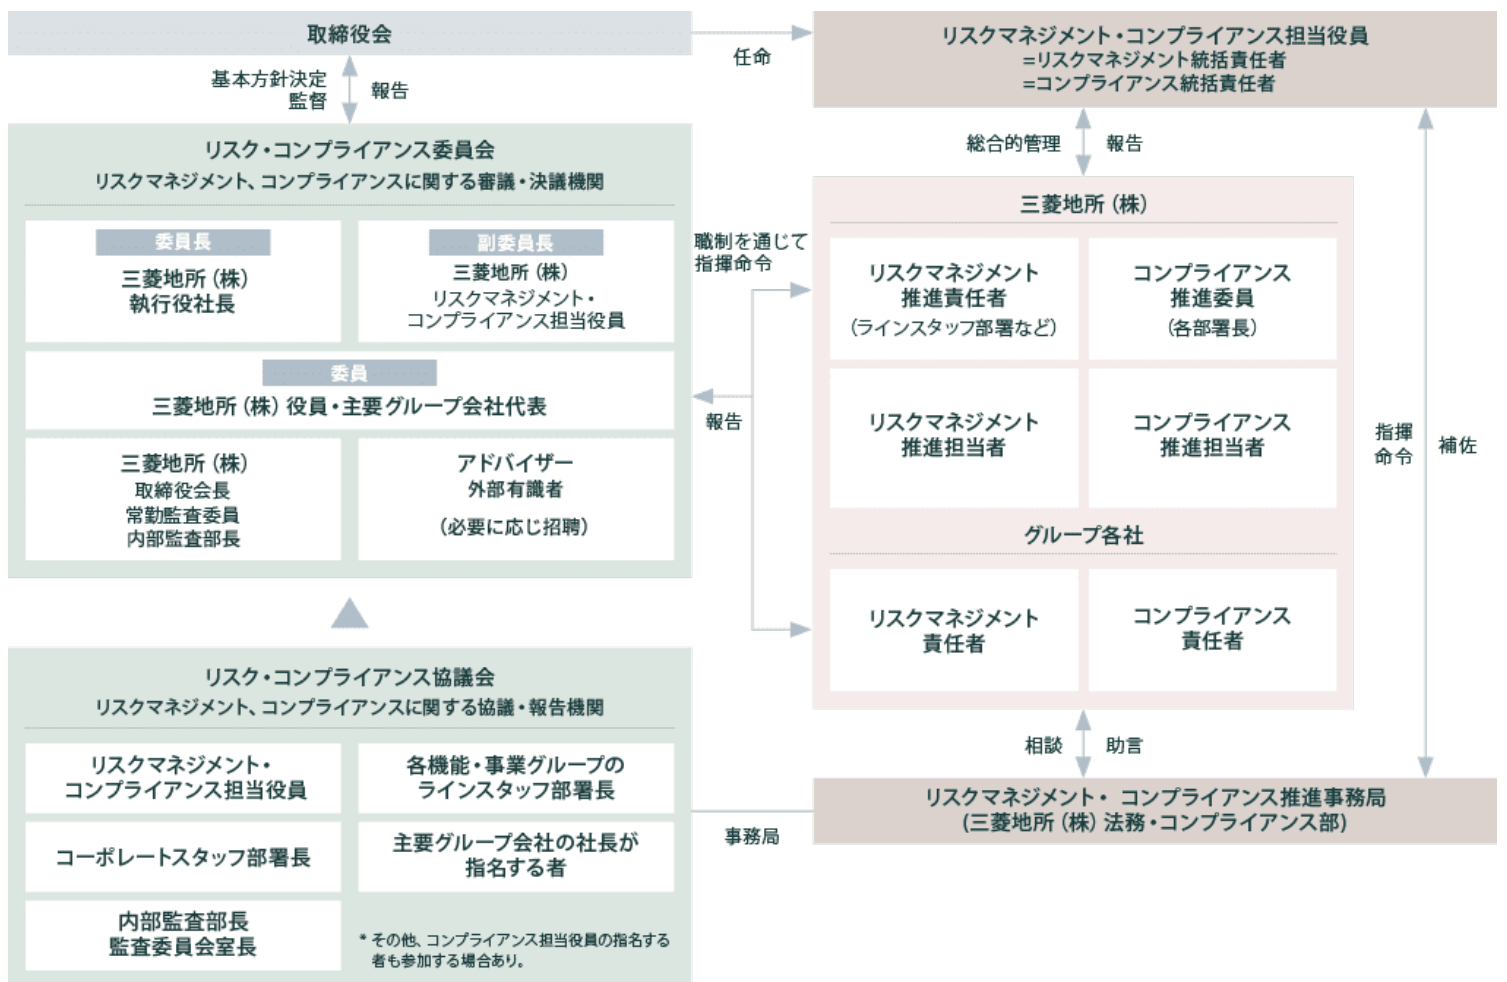 取締役会
基本方針決定
監督
報告
任命
リスクマネジメント・コンプライアンス担当役員
=リスクマネジメント統括責任者
=コンプライアンス統括責任者
リスク・コンプライアンス委員会
リスクマネジメント、コンプライアンスに関する審議・決議機関
委員長
三菱地所（株）
執行役社長
副委員長
三菱地所（株）
リスクマネジメント・
コンプライアンス担当役員
委員
三菱地所（株）役員・主要グループ会社代表
三菱地所（株）
取締役会長
常勤監査委員
内部監査部長
アドバイザー
外部有識者
（必要に応じ招聘）
職制を通じて
指揮命令
報告
総合的管理
報告
三菱地所（株）
リスクマネジメント
推進責任者
（ラインスタッフ部署など）
コンプライアンス
推進委員
（各部署長）
リスクマネジメント
推進担当者
コンプライアンス
推進担当者
グループ各社
リスクマネジメント
責任者
コンプライアンス
責任者
指揮
命令
補佐
相談
助言
リスクマネジメント・ コンプライアンス推進事務局
(三菱地所（株）法務・コンプライアンス部)
事務局
リスク・コンプライアンス協議会
リスクマネジメント、コンプライアンスに関する協議・報告機関
リスクマネジメント・
コンプライアンス担当役員
各機能・事業グループの
ラインスタッフ部署長
コーポレートスタッフ部署長
主要グループ会社の社長が
指名する者
内部監査部長
監査委員会室長
* その他、コンプライアンス担当役員の指名する
者も参加する場合あり。